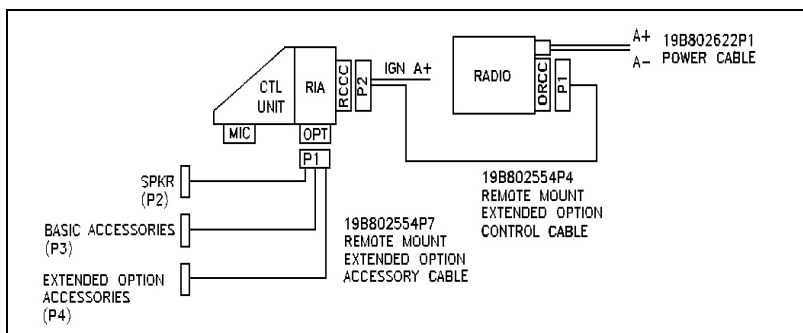 CTL
UNIT
RIA
RCCC
P2
IGN A+
MIC
OPT
P1
RADIO
ORCC
P1
A+
A-
19B802622P1
POWER CABLE
SPKR
(P2)
BASIC ACCESSORIES
(P3)
EXTENDED OPTION
ACCESSORIES
(P4)
19B802554P7
REMOTE MOUNT
EXTENDED OPTION
ACCESSORY CABLE
19B802554P4
REMOTE MOUNT
EXTENDED OPTION
CONTROL CABLE